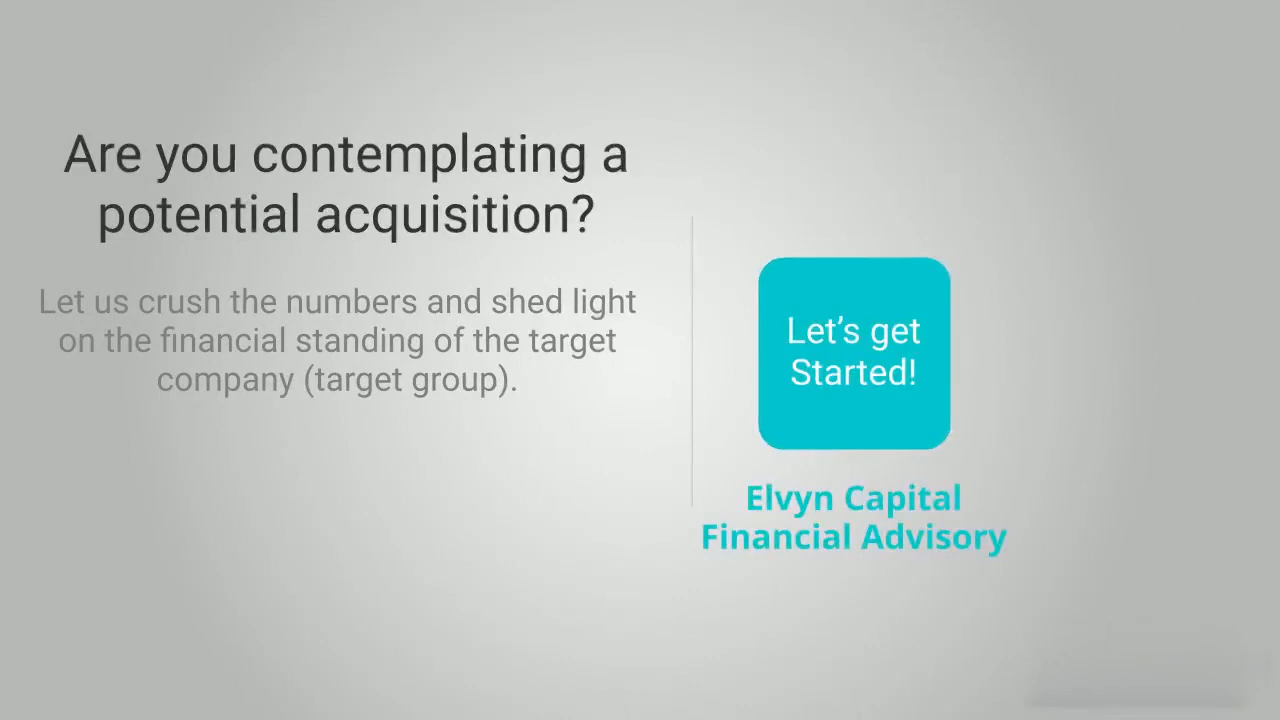 Are you contemplating a
potential acquisition?
Let us crush the numbers and shed light
on the financial standing of the target
company (target group).
Let’s get
Started!
Elvyn Capital
Financial Advisory